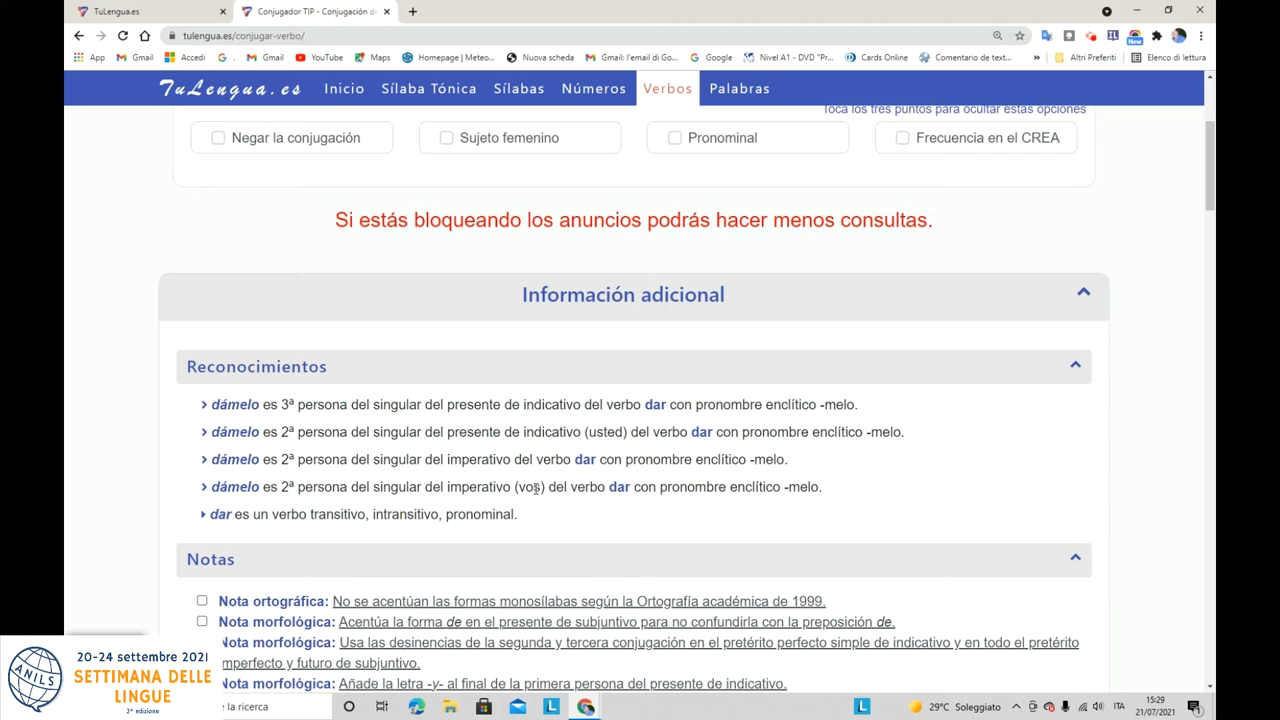 TuLengua.es
Conjugador TIP - Conjugación de
tulengua.es/conjugar-verbo/
New
App Gmail Accedi G . Gmail YouTube Maps Homepage | Meteo... Nuova scheda Gmail: l'email di Go... Google Nivel A1 - DVD "Pr... Cards Online Comentario de text... » Altri Preferiti Elenco di lettura
TuLengua.es Inicio Sílaba Tónica Sílabas Números Verbos Palabras
Toca los tres puntos para ocultar estas opciones
Negar la conjugación Sujeto femenino Pronominal Frecuencia en el CREA
Si estás bloqueando los anuncios podrás hacer menos consultas.
Información adicional
Reconocimientos
dámelo es 3ª persona del singular del presente de indicativo del verbo dar con pronombre enclítico -melo.
dámelo es 2ª persona del singular del presente de indicativo (usted) del verbo dar con pronombre enclítico -melo.
dámelo es 2ª persona del singular del imperativo del verbo dar con pronombre enclítico -melo.
dámelo es 2ª persona del singular del imperativo (vos) del verbo dar con pronombre enclítico -melo.
dar es un verbo transitivo, intransitivo, pronominal.
Notas
Nota ortográfica: No se acentúan las formas monosílabas según la Ortografía académica de 1999.
Nota morfológica: Acentúa la forma de en el presente de subjuntivo para no confundirla con la preposición de.
Nota morfológica: Usa las desinencias de la segunda y tercera conjugación en el pretérito perfecto simple de indicativo y en todo el pretérito
imperfecto y futuro de subjuntivo.
Nota morfológica: Añade la letra -y- al final de la primera persona del presente de indicativo.
ANILS
20-24 settembre 2021
SETTIMANA DELLE
LINGUE
2ª edizione
e la ricerca
29°C Soleggiato ITA
15:29
21/07/2021